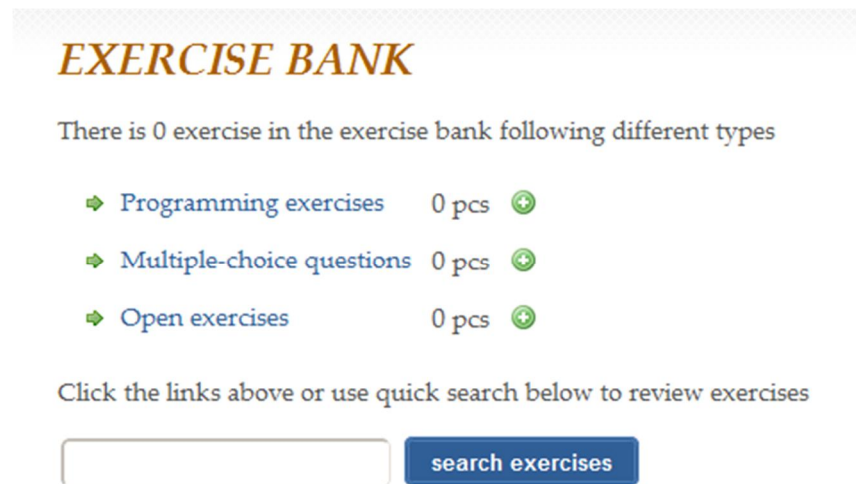 EXERCISE BANK
There is 0 exercise in the exercise bank following different types
Programming exercises 0 pcs
Multiple-choice questions 0 pcs
Open exercises 0 pcs
Click the links above or use quick search below to review exercises
search exercises